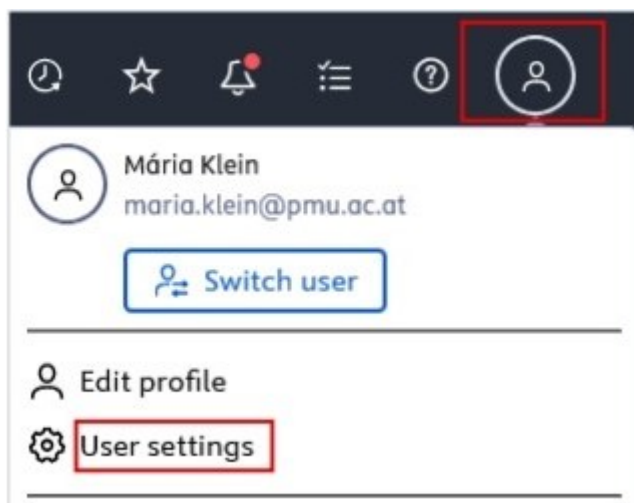 Mária Klein
maria.klein@pmu.ac.at
Switch user
Edit profile
User settings